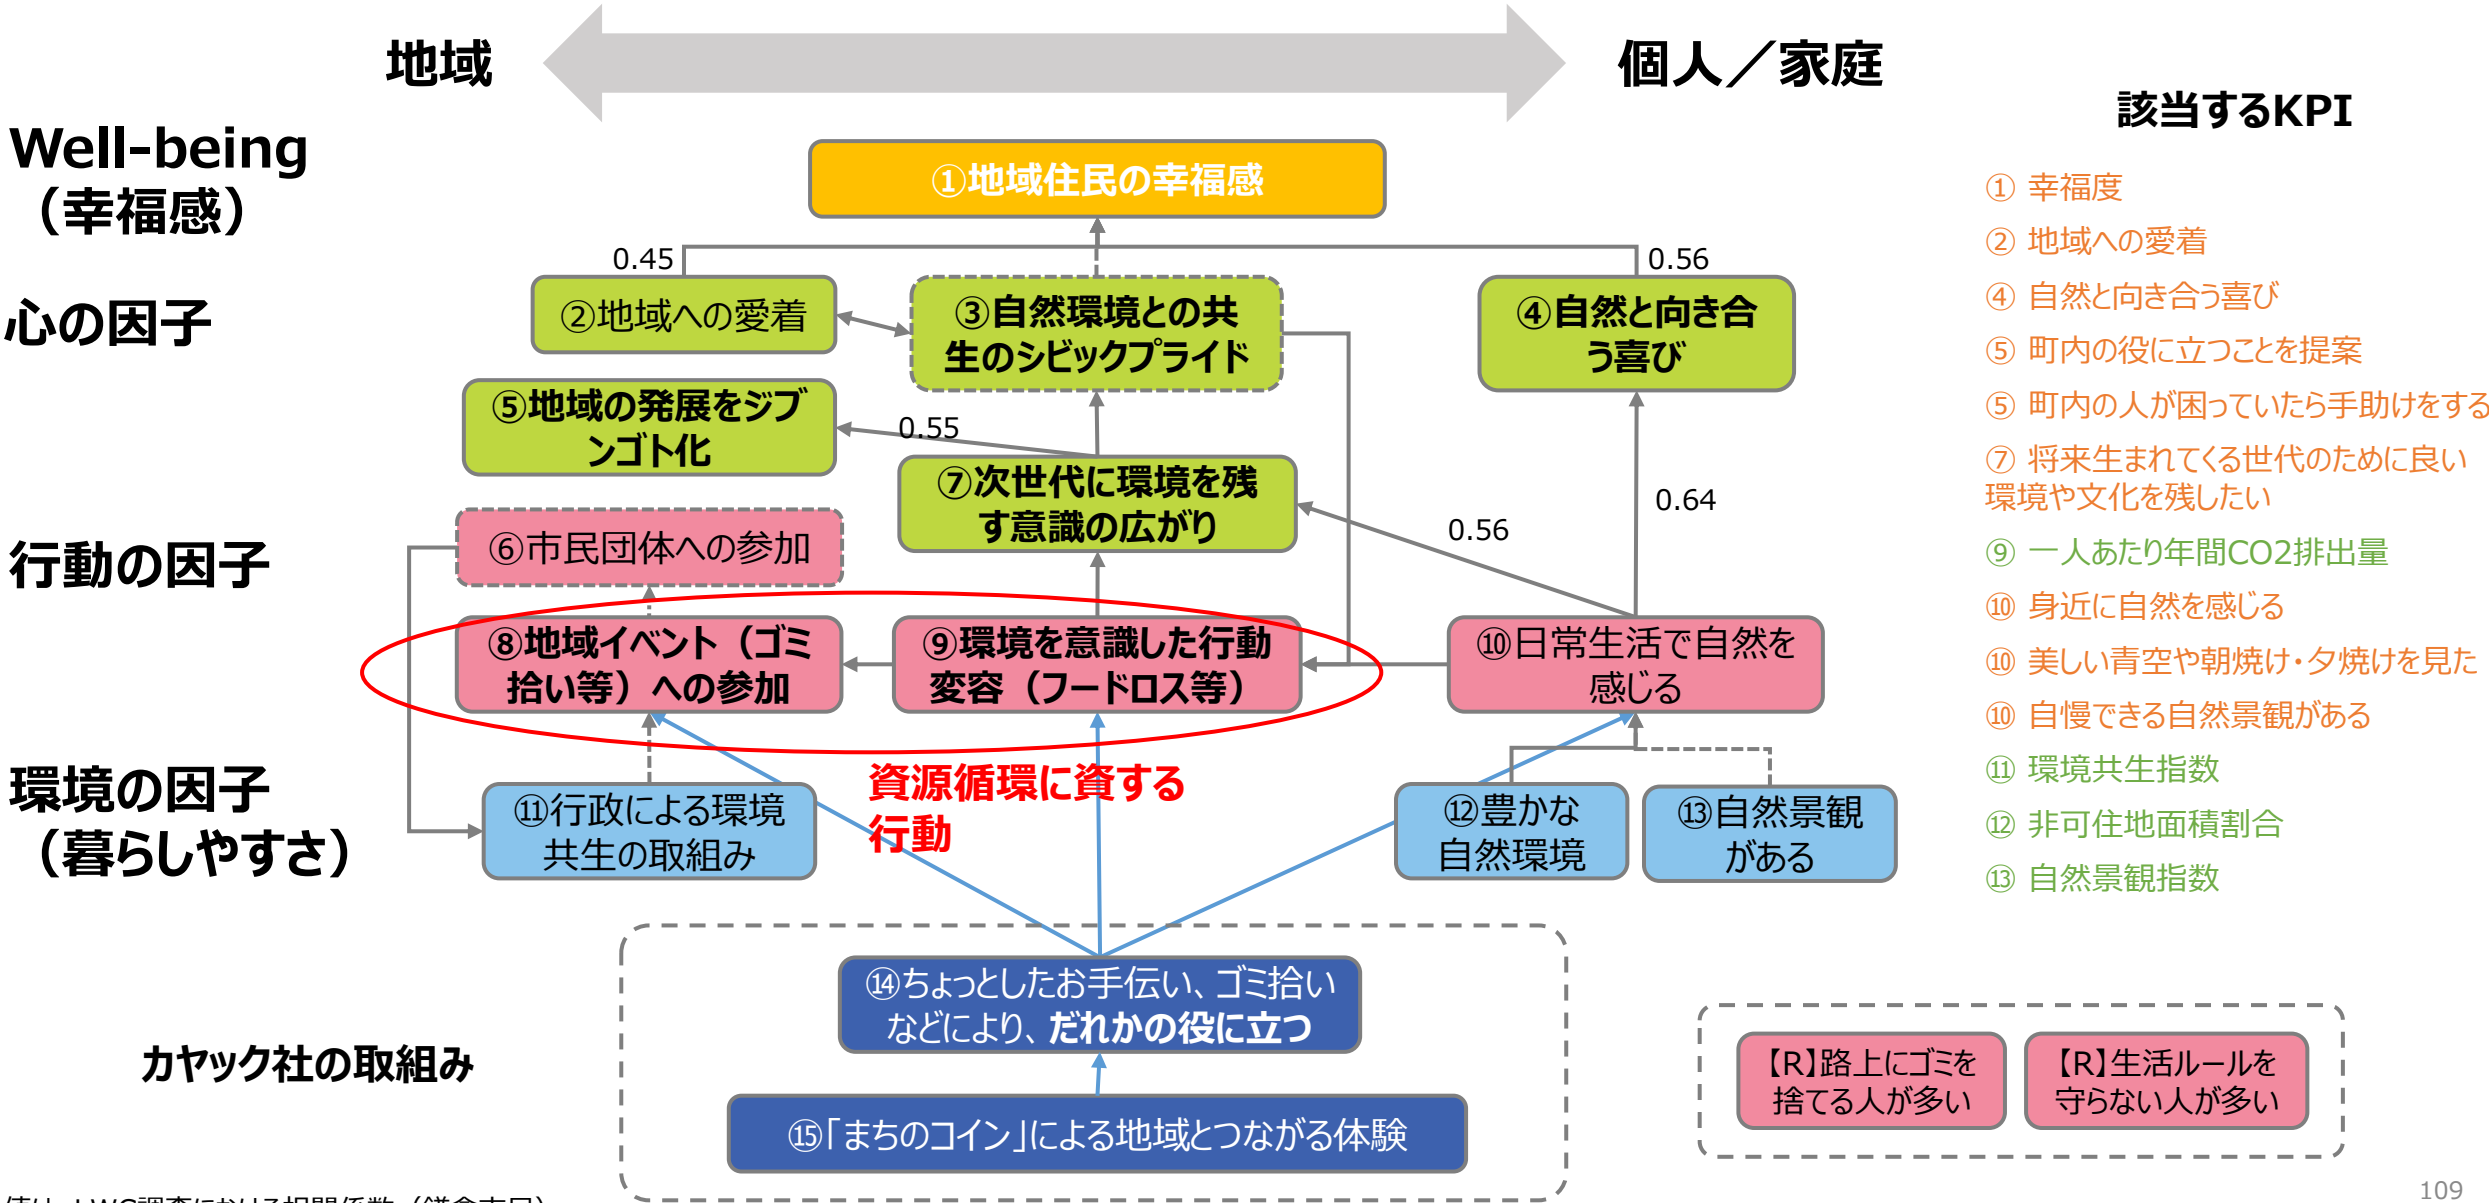 地域
個人／家庭
該当するKPI
Well-being
（幸福感）
①地域住民の幸福感
0.45
0.56
心の因子
②地域への愛着
③自然環境との共
生のシビックプライド
④自然と向き合
う喜び
⑤地域の発展をジブ
ンゴト化
0.55
⑦次世代に環境を残
す意識の広がり
0.56
0.64
行動の因子
⑥市民団体への参加
⑧地域イベント（ゴミ
拾い等）への参加
⑨環境を意識した行動
変容（フードロス等）
⑩日常生活で自然を
感じる
資源循環に資する
行動
環境の因子
（暮らしやすさ）
⑪行政による環境
共生の取組み
⑫豊かな
自然環境
⑬自然景観
がある
カヤック社の取組み
⑭ちょっとしたお手伝い、ゴミ拾い
などにより、だれかの役に立つ
⑮「まちのコイン」による地域とつながる体験
① 幸福度
② 地域への愛着
④ 自然と向き合う喜び
⑤ 町内の役に立つことを提案
⑤ 町内の人が困っていたら手助けをする
⑦ 将来生まれてくる世代のために良い
環境や文化を残したい
⑨ 一人あたり年間CO2排出量
⑩ 身近に自然を感じる
⑩ 美しい青空や朝焼け・夕焼けを見た
⑩ 自慢できる自然景観がある
⑪ 環境共生指数
⑫ 非可住地面積割合
⑬ 自然景観指数
【R】路上にゴミを
捨てる人が多い
【R】生活ルールを
守らない人が多い
109